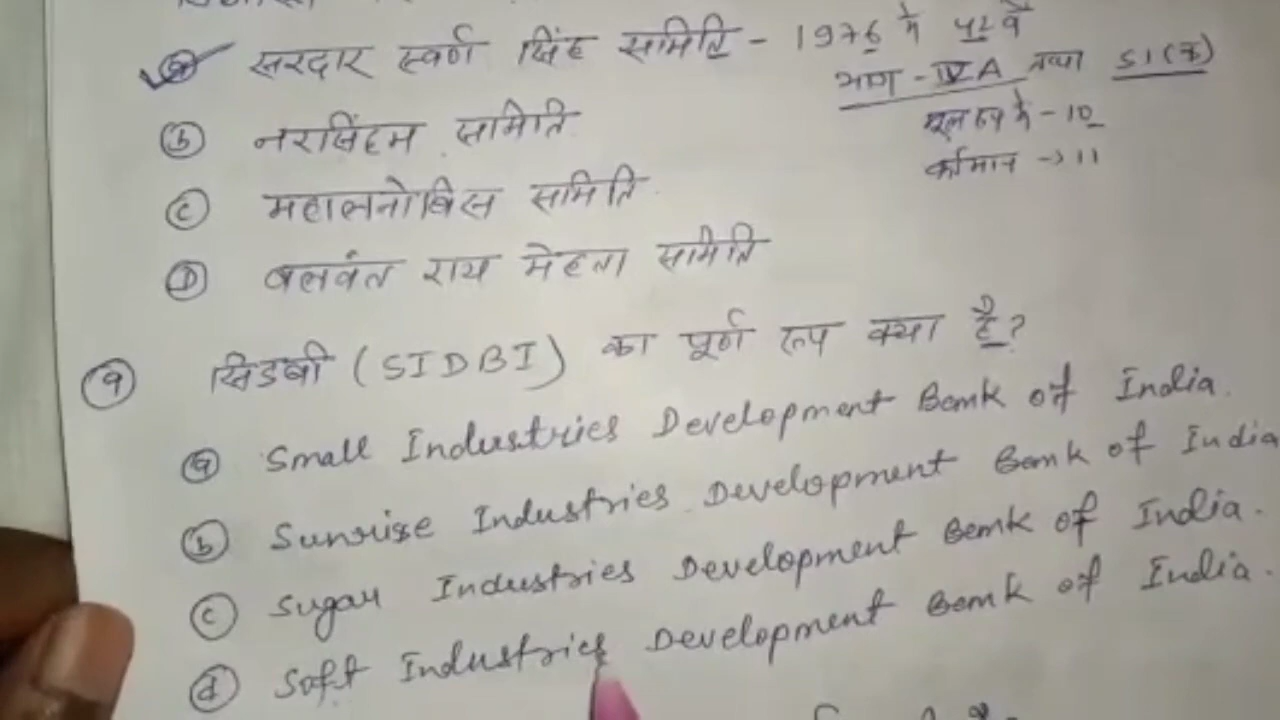 (a) सरदार स्वर्ण सिंह समिति - 1976 में 42 वें
भाग - IVA तथा 51(क)
मूल रूप में - 10
वर्तमान → 11
(b) नरसिंहम समिति
(c) महालनोबिस समिति
(D) बलवंत राय मेहता समिति
(9) सिडबी (SIDBI) का पूर्ण रूप क्या है?
(a) Small Industries Development Bank of India.
(b) Sunrise Industries Development Bank of India
(c) Sugar Industries Development Bank of India.
(d) Soft Industries Development Bank of India.